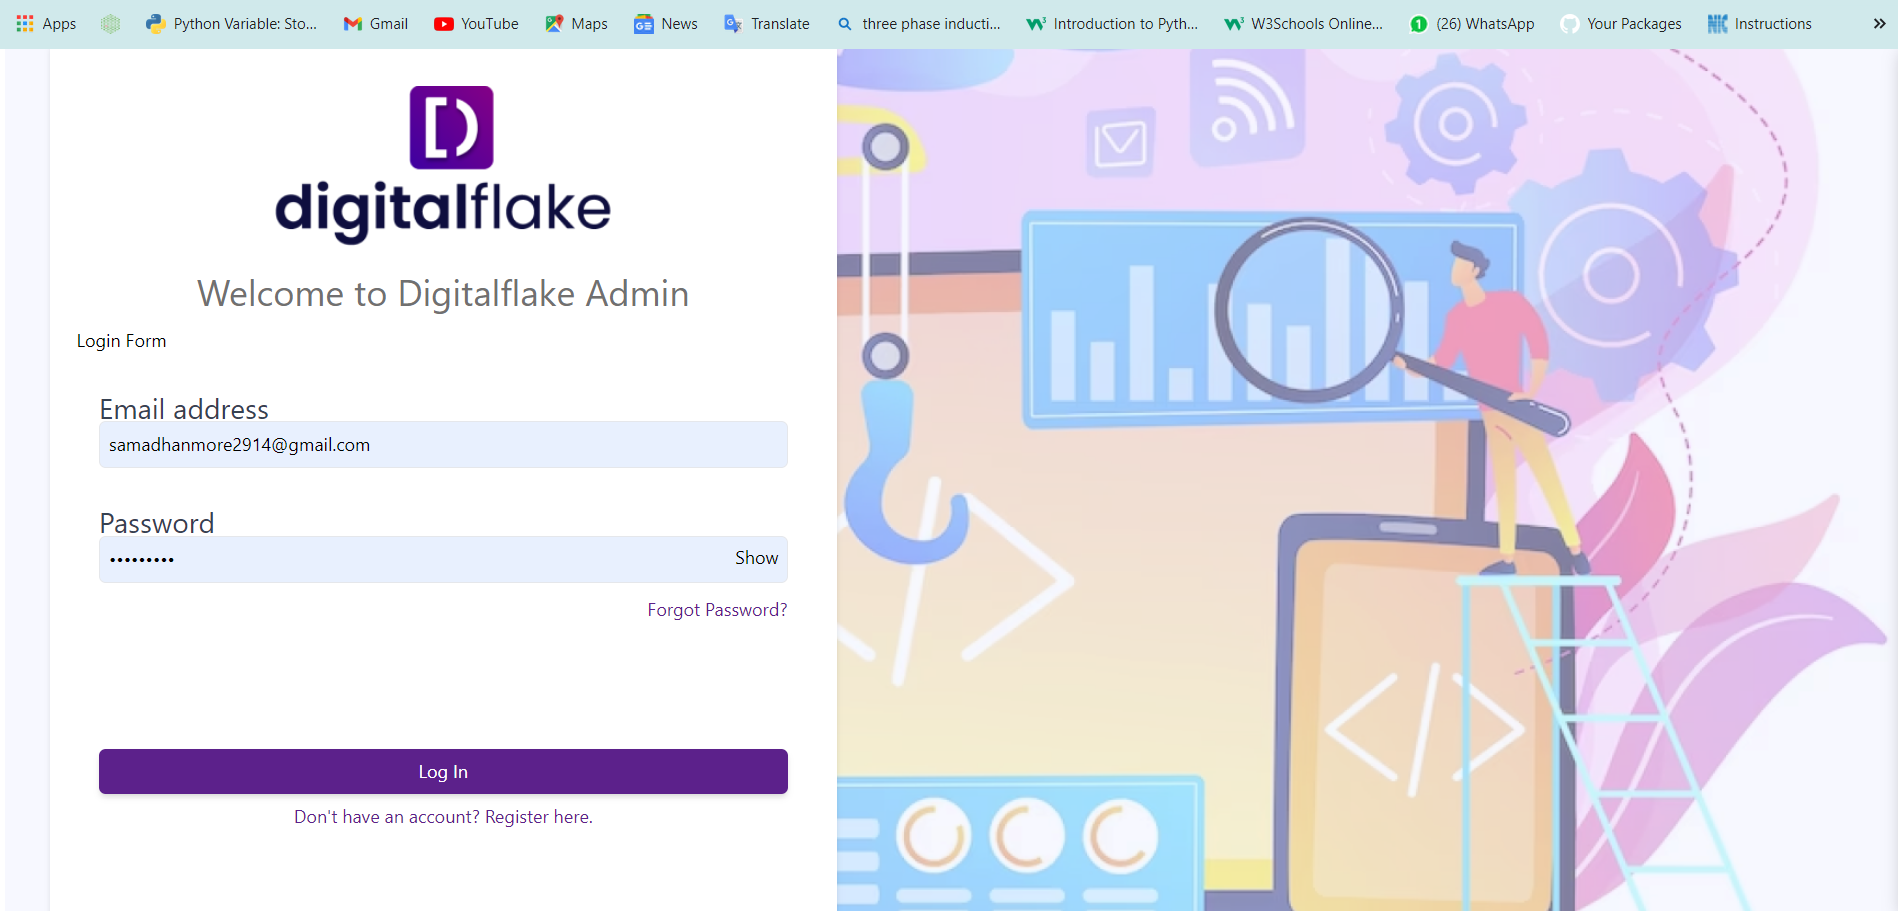 Apps Python Variable: Sto... Gmail YouTube Maps News Translate three phase inducti... Introduction to Pyth... W3Schools Online... (26) WhatsApp Your Packages Instructions »
digitalflake
Welcome to Digitalflake Admin
Login Form
Email address
samadhanmore2914@gmail.com
Password
••••••••• Show
Forgot Password?
Log In
Don't have an account? Register here.